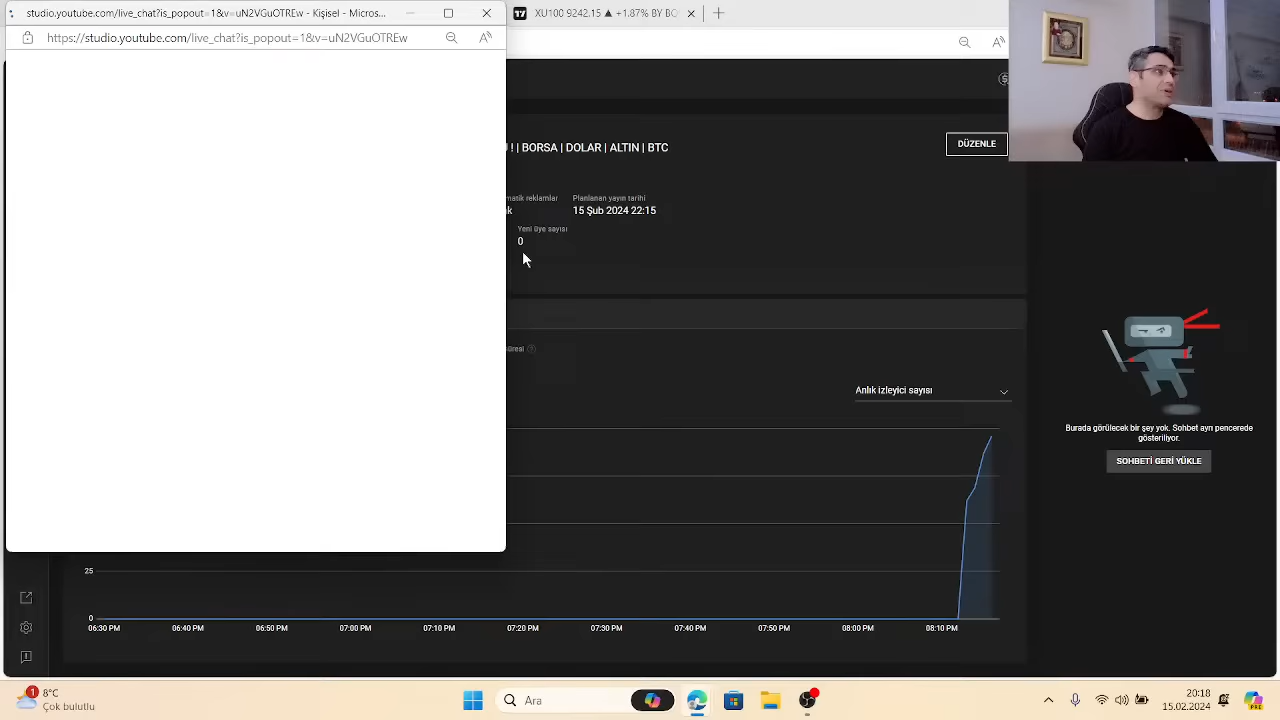 studio.youtube.com/live_chat?is_popout=1&v=uN2VGuOTREw - Kişisel - Micros...
XU100 9242.15 ▲ +1.87% BY BO
https://studio.youtube.com/live_chat?is_popout=1&v=uN2VGuOTREw
! | BORSA | DOLAR | ALTIN | BTC
DÜZENLE
matik reklamlar
Planlanan yayın tarihi
15 Şub 2024 22:15
Yeni üye sayısı
0
Anlık izleyici sayısı
Burada görülecek bir şey yok. Sohbet ayrı pencerede
gösteriliyor.
SOHBETİ GERİ YÜKLE
25
0
06:30 PM 06:40 PM 06:50 PM 07:00 PM 07:10 PM 07:20 PM 07:30 PM 07:40 PM 07:50 PM 08:00 PM 08:10 PM
1
8°C
Çok bulutlu
Ara
20:18
15.02.2024